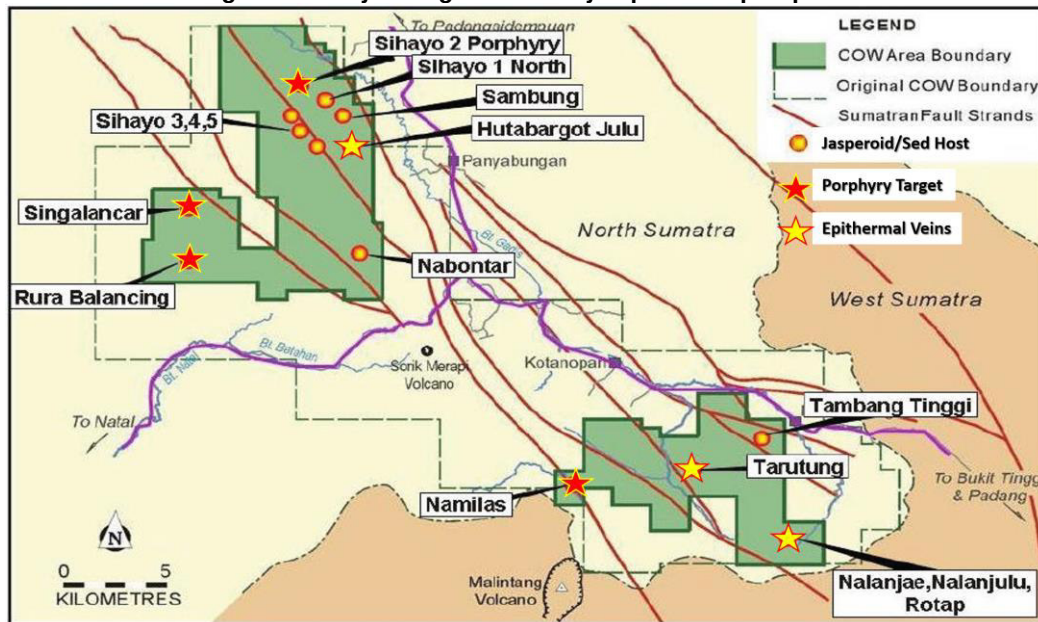 To Padangsidempuan
Sihayo 2 Porphyry
Sihayo 1 North
Sambung
Sihayo 3,4,5
Hutabargot Julu
Panyabungan
Singalancar
Rura Balancing
Nabontar
North Sumatra
West Sumatra
Bt. Gadis
Bt. Batahan
Bt. Natal
To Natal
Sorik Merapi
Volcano
Kotanopan
Tambang Tinggi
Tarutung
Namilas
To Bukit Tinggi
& Padang
Nalanjae,Nalanjulu,
Rotap
Malintang
Volcano
N
0 5
KILOMETRES
LEGEND
COW Area Boundary
Original COW Boundary
Sumatran Fault Strands
Jasperoid/Sed Host
Porphyry Target
Epithermal Veins